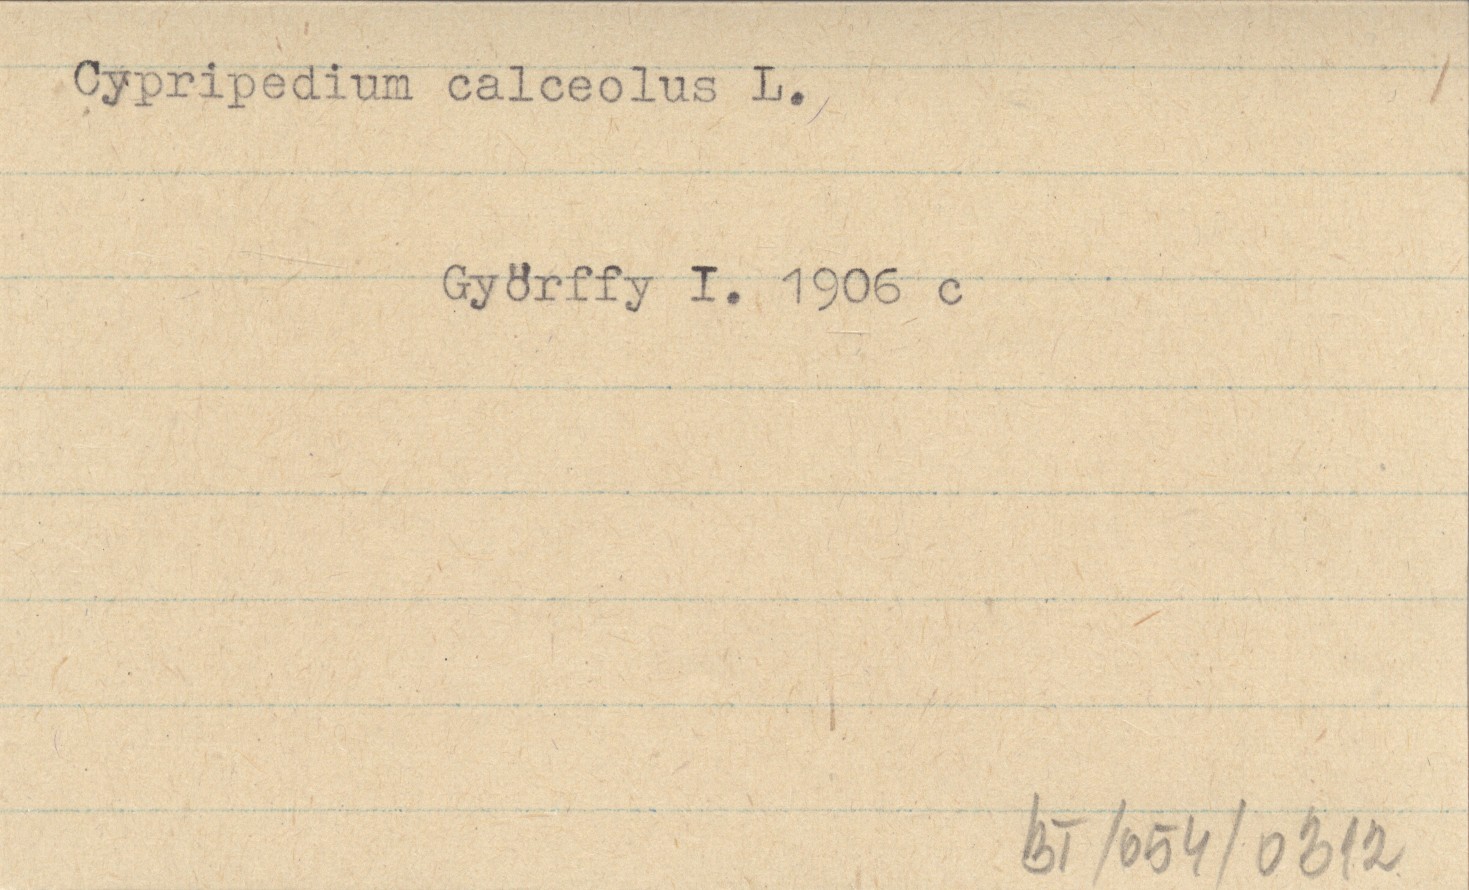 Cypripedium calceolus L.
Györffy I. 1906 c
BT/054/0312